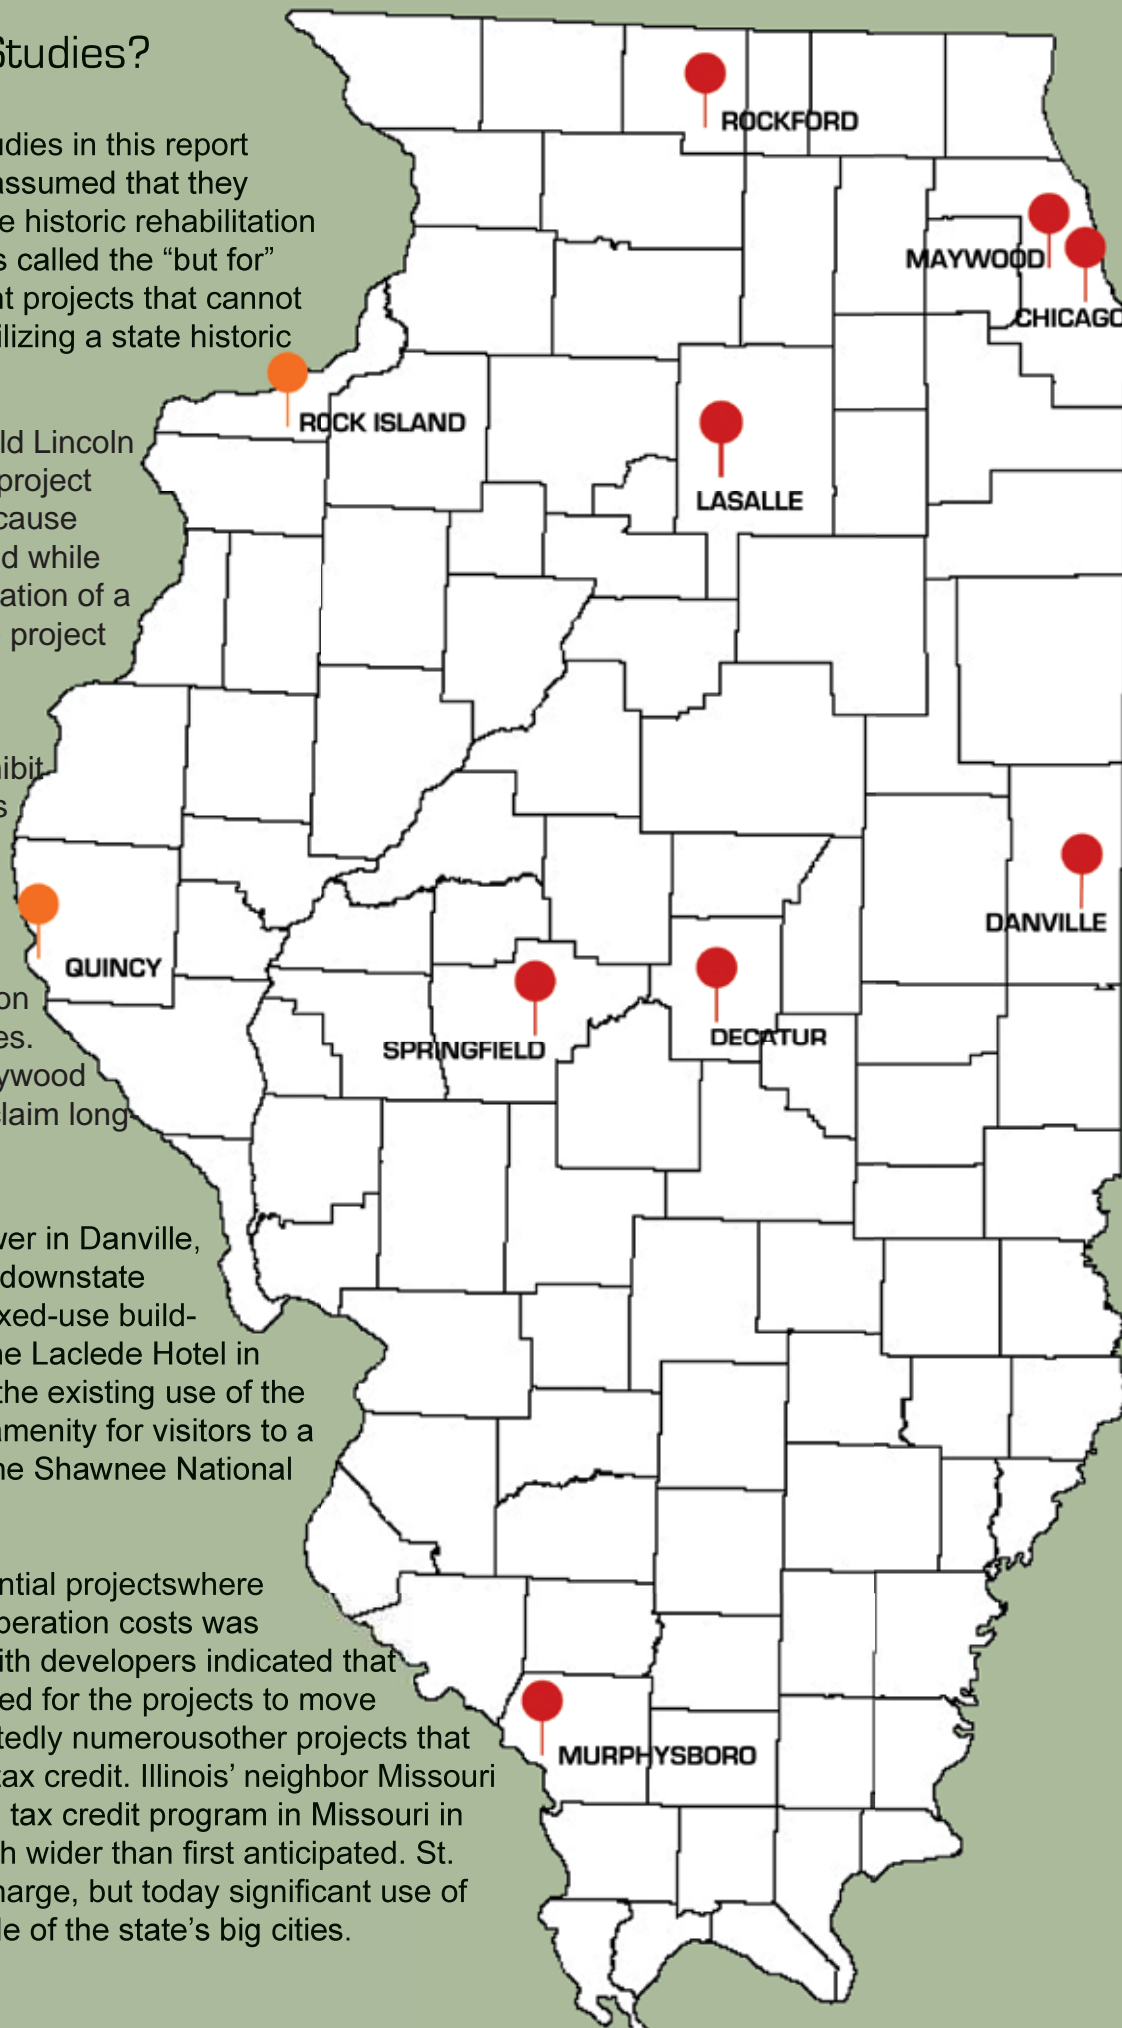 Studies?
udies in this report
assumed that they
e historic rehabilitation
s called the “but for”
nt projects that cannot
ilizing a state historic
ld Lincoln
project
cause
d while
ation of a
project
hibit
s
on
es.
ywood
claim long-
wer in Danville,
downstate
xed-use build-
he Laclede Hotel in
the existing use of the
amenity for visitors to a
he Shawnee National
ntial projectswhere
peration costs was
ith developers indicated that
ed for the projects to move
tedly numerousother projects that
tax credit. Illinois’ neighbor Missouri
tax credit program in Missouri in
h wider than first anticipated. St.
harge, but today significant use of
le of the state’s big cities.
ROCKFORD
MAYWOOD
CHICAGO
ROCK ISLAND
LASALLE
DANVILLE
QUINCY
SPRINGFIELD
DECATUR
MURPHYSBORO